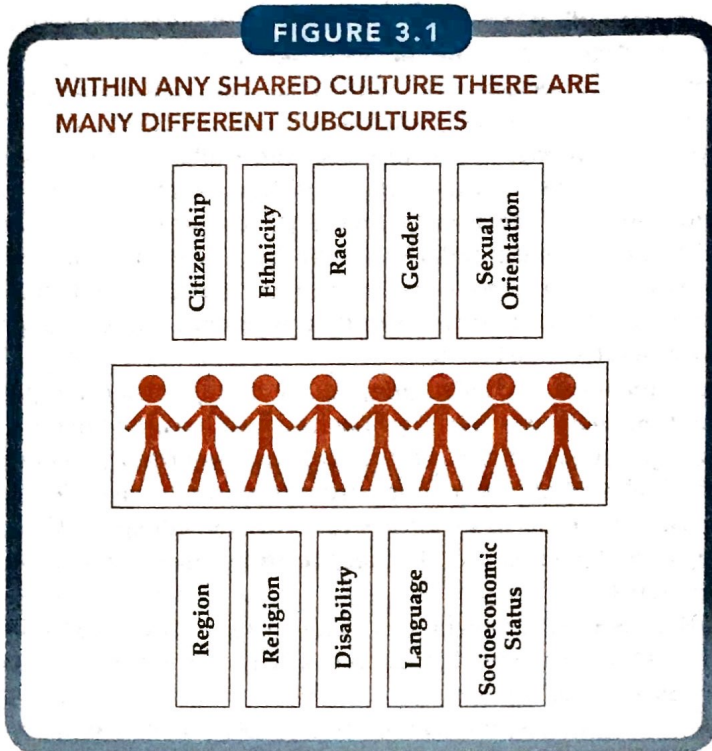 FIGURE 3.1
WITHIN ANY SHARED CULTURE THERE ARE
MANY DIFFERENT SUBCULTURES
Citizenship
Ethnicity
Race
Gender
Sexual
Orientation
Region
Religion
Disability
Language
Socioeconomic
Status